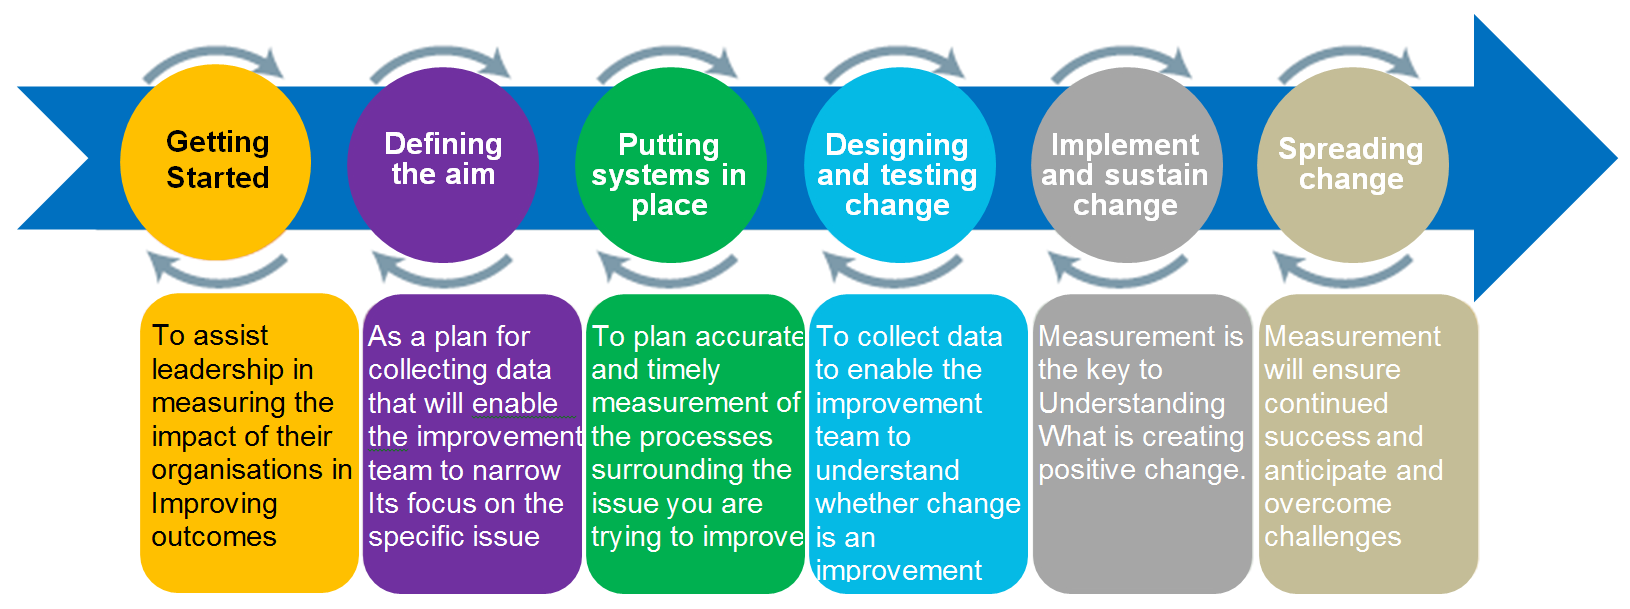 Getting
Started
Defining
the aim
Putting
systems in
place
Designing
and testing
change
Implement
and sustain
change
Spreading
change
To assist
leadership in
measuring the
impact of their
organisations in
Improving
outcomes
As a plan for
collecting data
that will enable
the improvement
team to narrow
Its focus on the
specific issue
To plan accurate
and timely
measurement of
the processes
surrounding the
issue you are
trying to improve
To collect data
to enable the
improvement
team to
understand
whether change
is an
improvement
Measurement is
the key to
Understanding
What is creating
positive change.
Measurement
will ensure
continued
success and
anticipate and
overcome
challenges